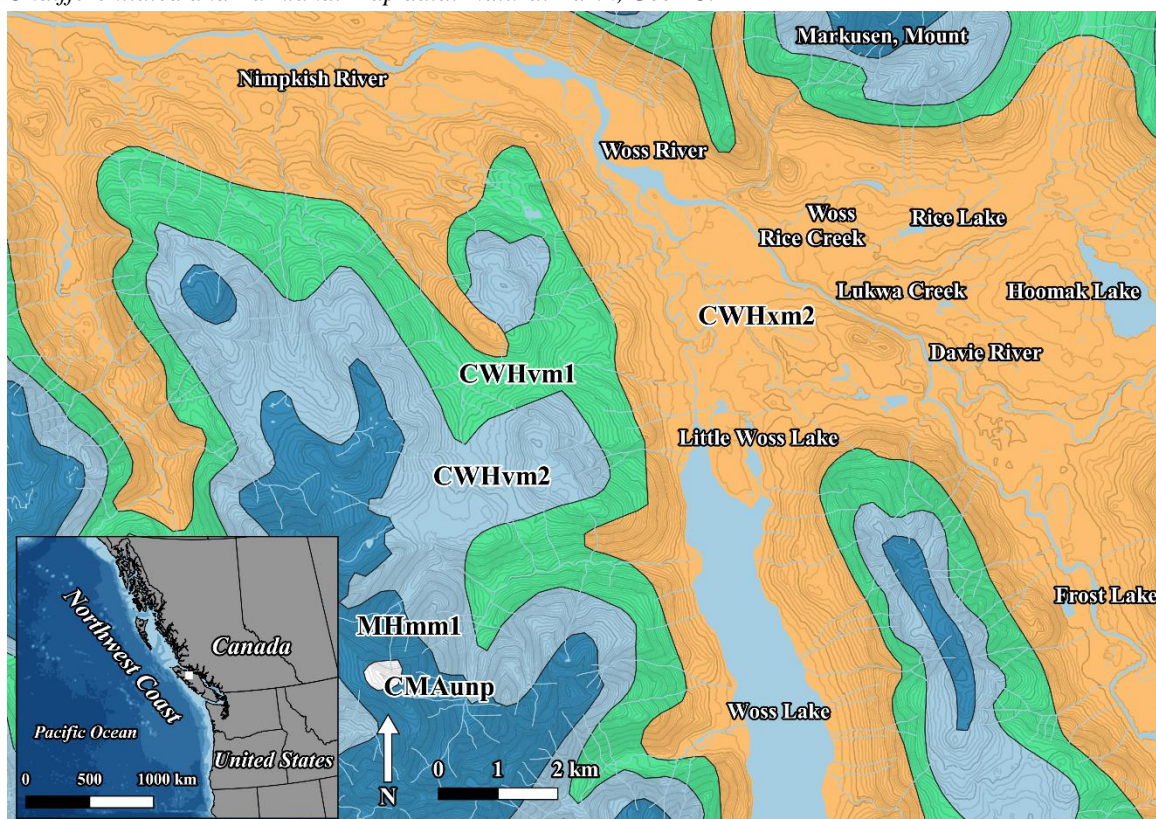 Markusen, Mount
Nimpkish River
Woss River
Woss
Rice Creek
Rice Lake
Lukwa Creek
Hoomak Lake
CWHxm2
Davie River
CWHvm1
Little Woss Lake
CWHvm2
Frost Lake
MHmm1
CMAunp
Woss Lake
N
0 1 2 km
Northwest Coast
Canada
Pacific Ocean
United States
0 500 1000 km